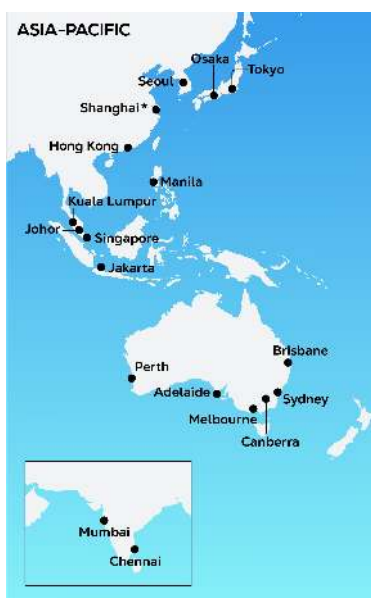 ASIA–PACIFIC
Osaka
Tokyo
Seoul
Shanghai*
Hong Kong
Manila
Kuala Lumpur
Johor
Singapore
Jakarta
Brisbane
Perth
Adelaide
Sydney
Melbourne
Canberra
Mumbai
Chennai